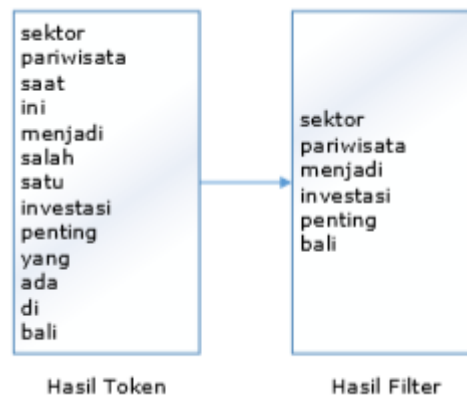 sektor
pariwisata
saat
ini
menjadi
salah
satu
investasi
penting
yang
ada
di
bali
Hasil Token
sektor
pariwisata
menjadi
investasi
penting
bali
Hasil Filter